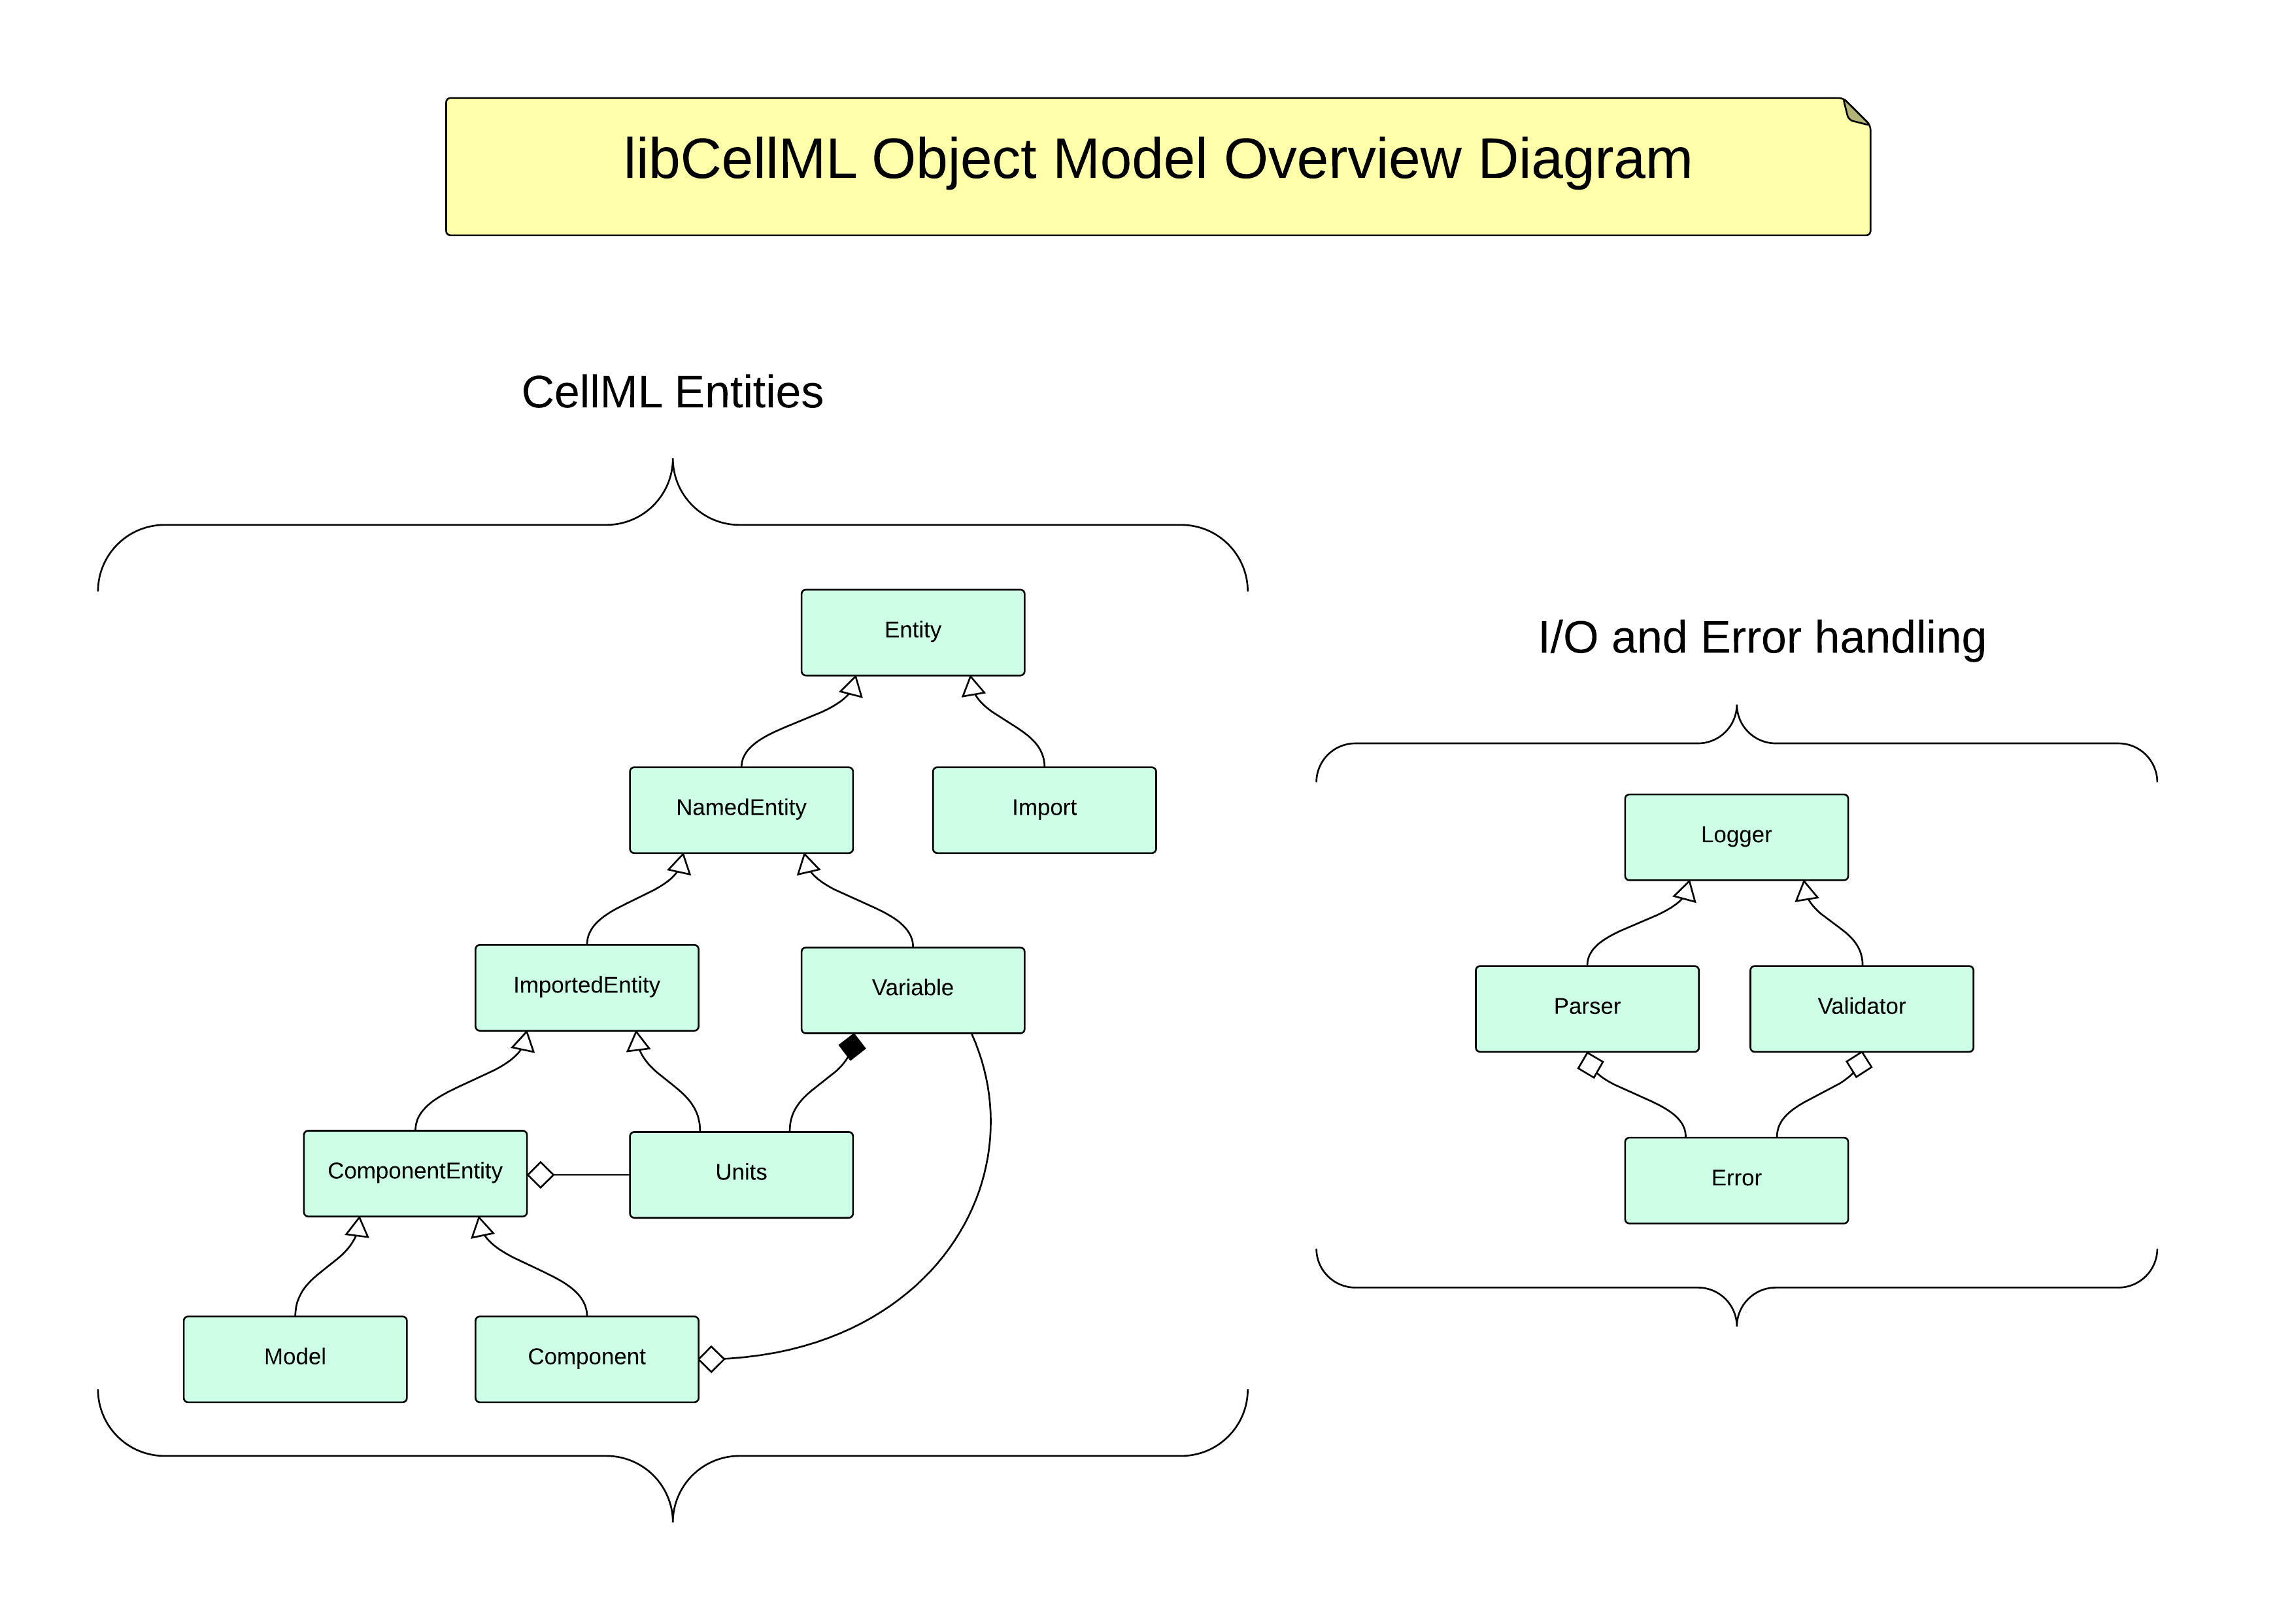 libCellML Object Model Overview Diagram
CellML Entities
Entity
NamedEntity
Import
ImportedEntity
Variable
ComponentEntity
Units
Model
Component
I/O and Error handling
Logger
Parser
Validator
Error